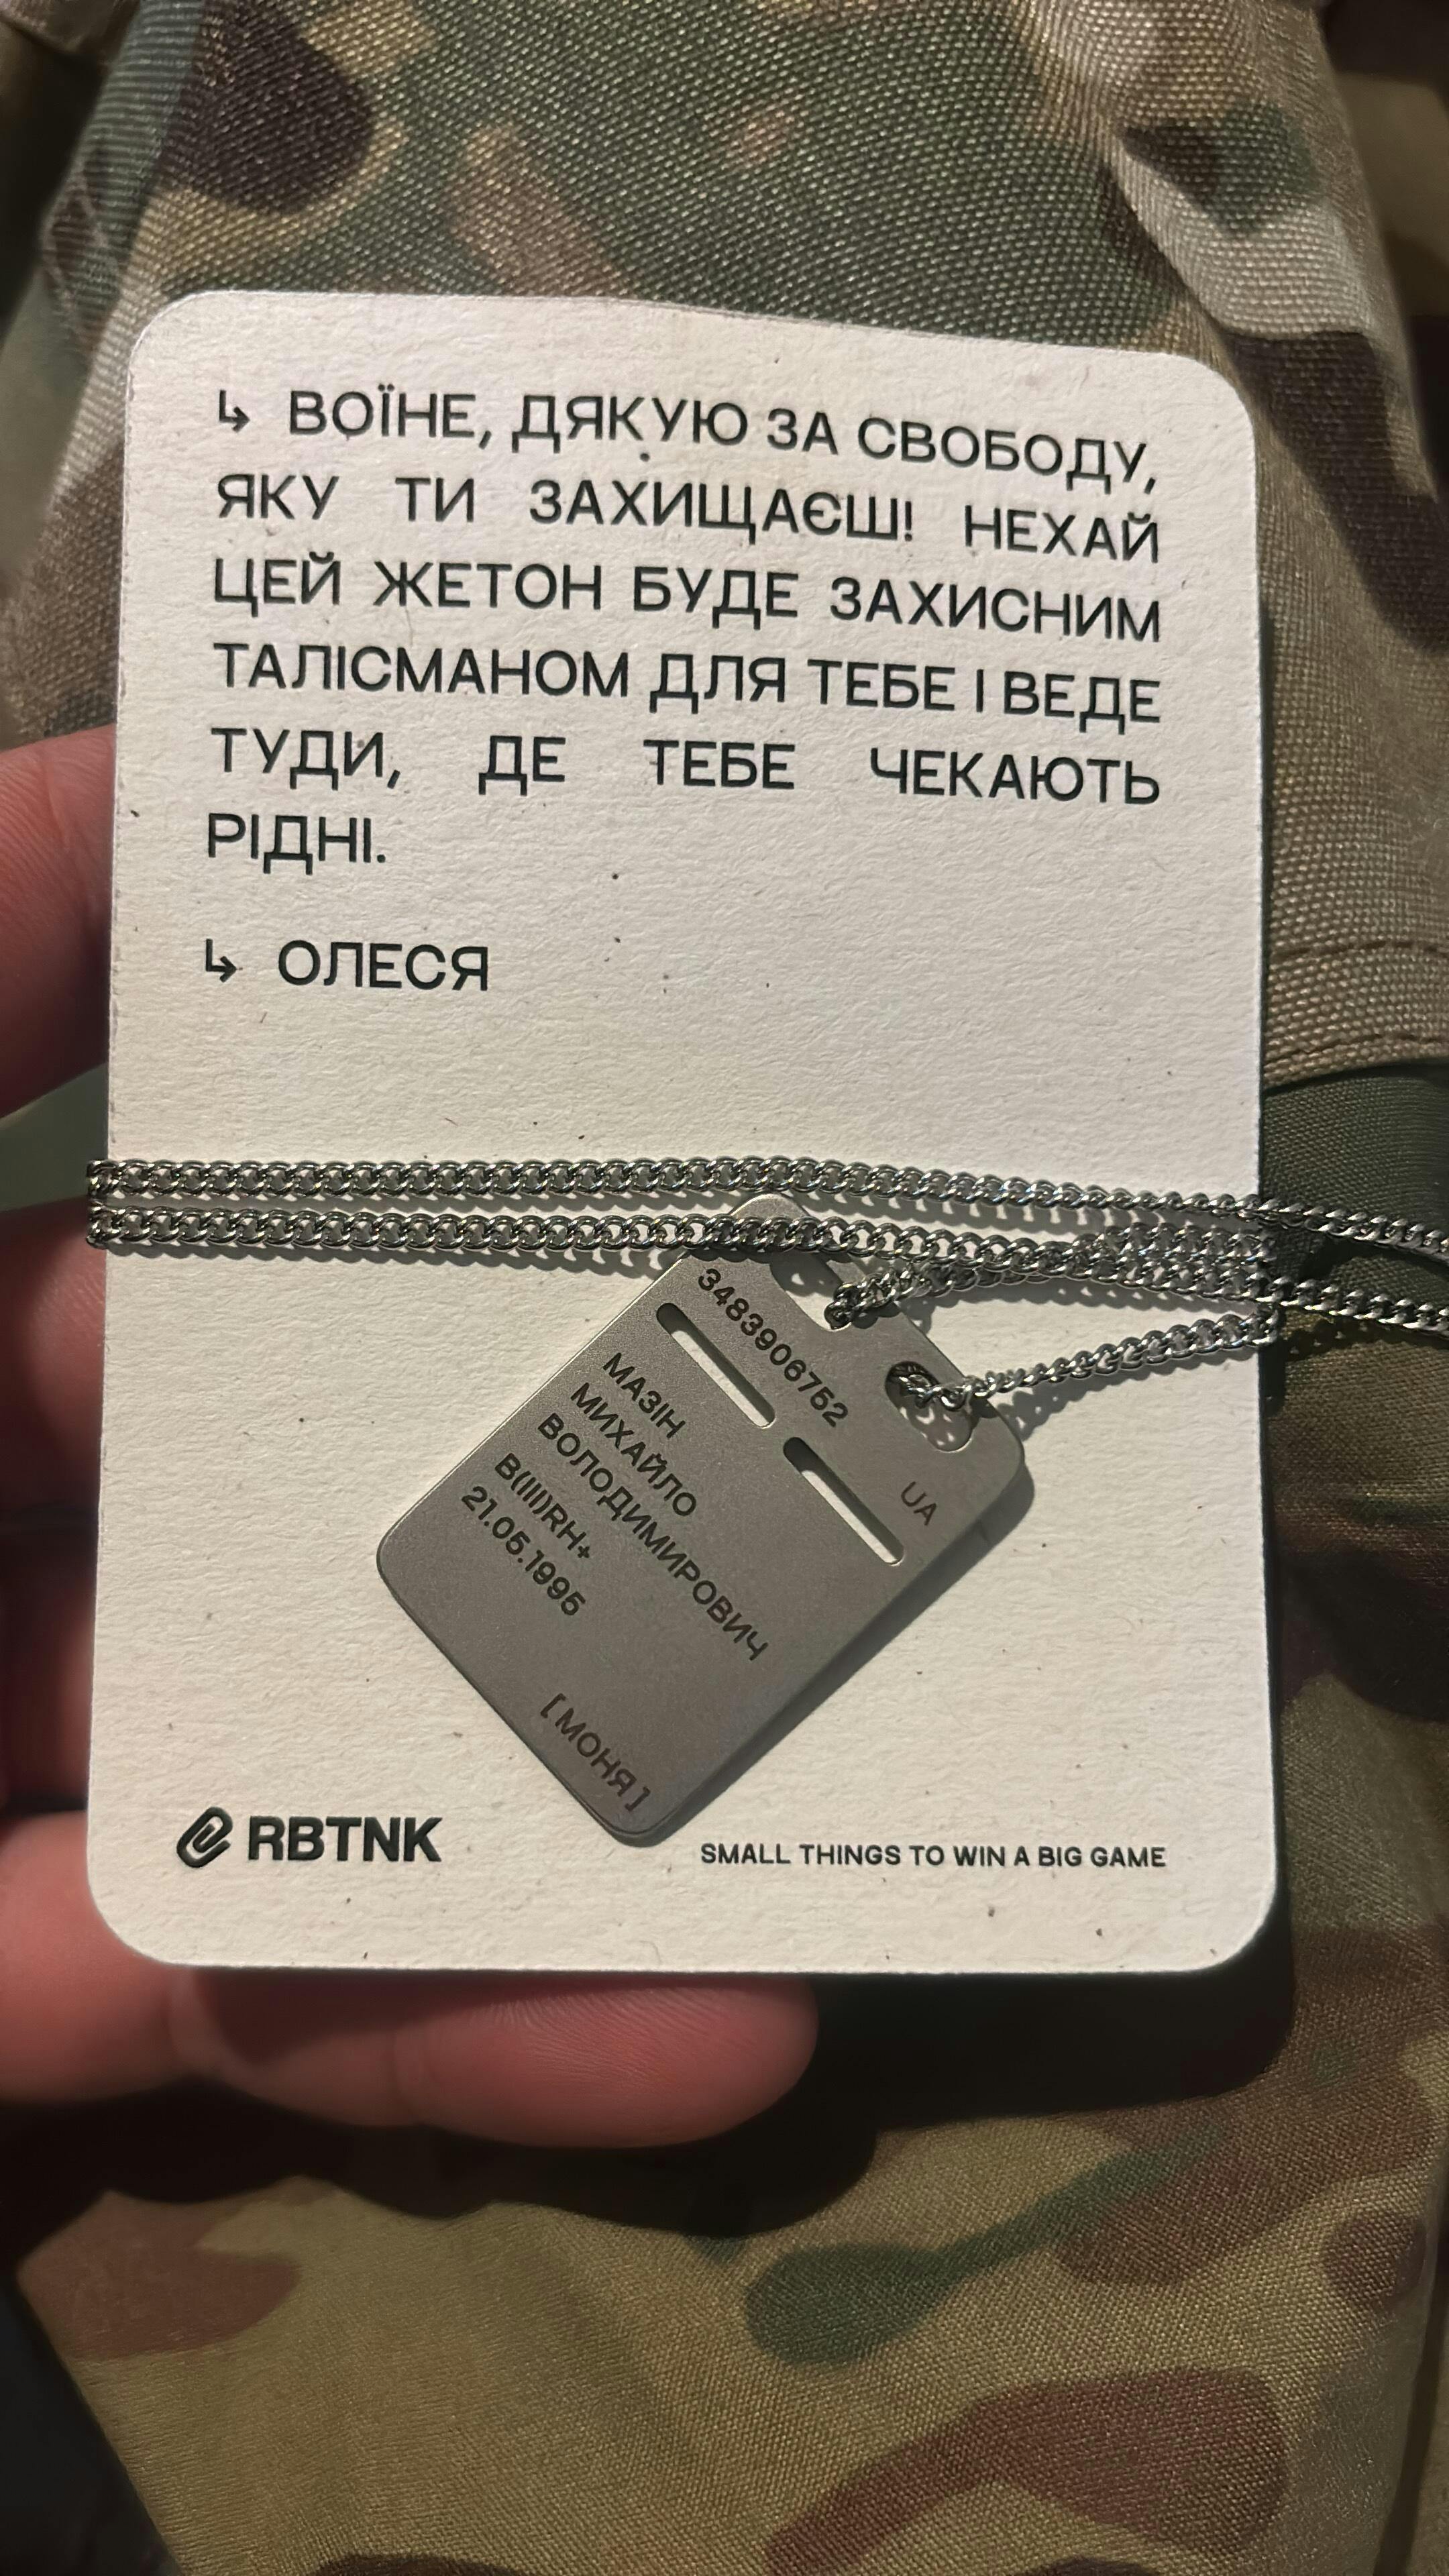 ↳ ВОЇНЕ, ДЯКУЮ ЗА СВОБОДУ,
ЯКУ ТИ ЗАХИЩАЄШ! НЕХАЙ
ЦЕЙ ЖЕТОН БУДЕ ЗАХИСНИМ
ТАЛІСМАНОМ ДЛЯ ТЕБЕ І ВЕДЕ
ТУДИ, ДЕ ТЕБЕ ЧЕКАЮТЬ
РІДНІ.
↳ ОЛЕСЯ
3483906752
UA
МАЗІН
МИХАЙЛО
ВОЛОДИМИРОВИЧ
B(III)RH+
21.05.1995
[МОНЯ]
RBTNK
SMALL THINGS TO WIN A BIG GAME